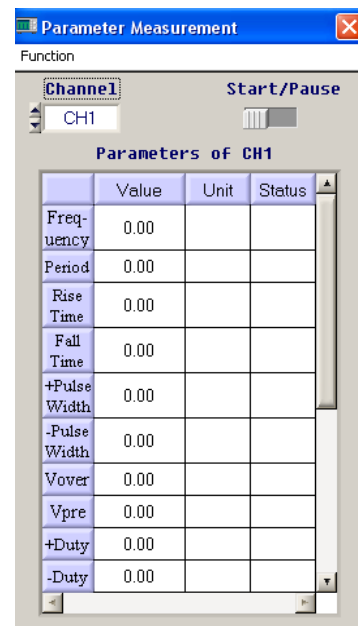 Parameter Measurement
Function
Channel Start/Pause
CH1
Parameters of CH1
Value Unit Status
Freq-
uency 0.00
Period 0.00
Rise
Time 0.00
Fall
Time 0.00
+Pulse
Width 0.00
-Pulse
Width 0.00
Vover 0.00
Vpre 0.00
+Duty 0.00
-Duty 0.00